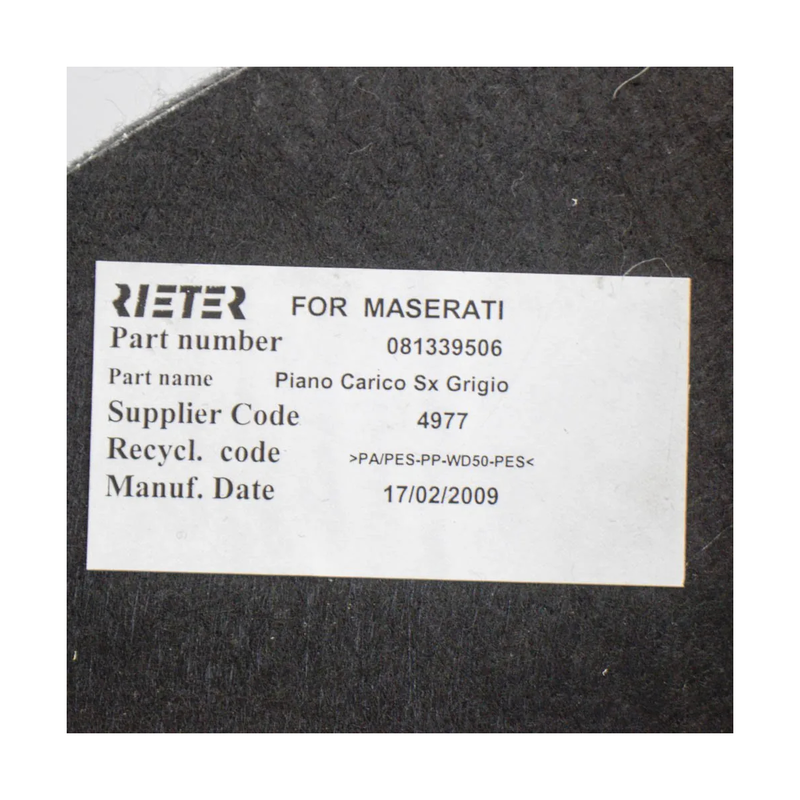 RIETER FOR MASERATI
Part number 081339506
Part name Piano Carico Sx Grigio
Supplier Code 4977
Recycl. code >PA/PES-PP-WD50-PES<
Manuf. Date 17/02/2009